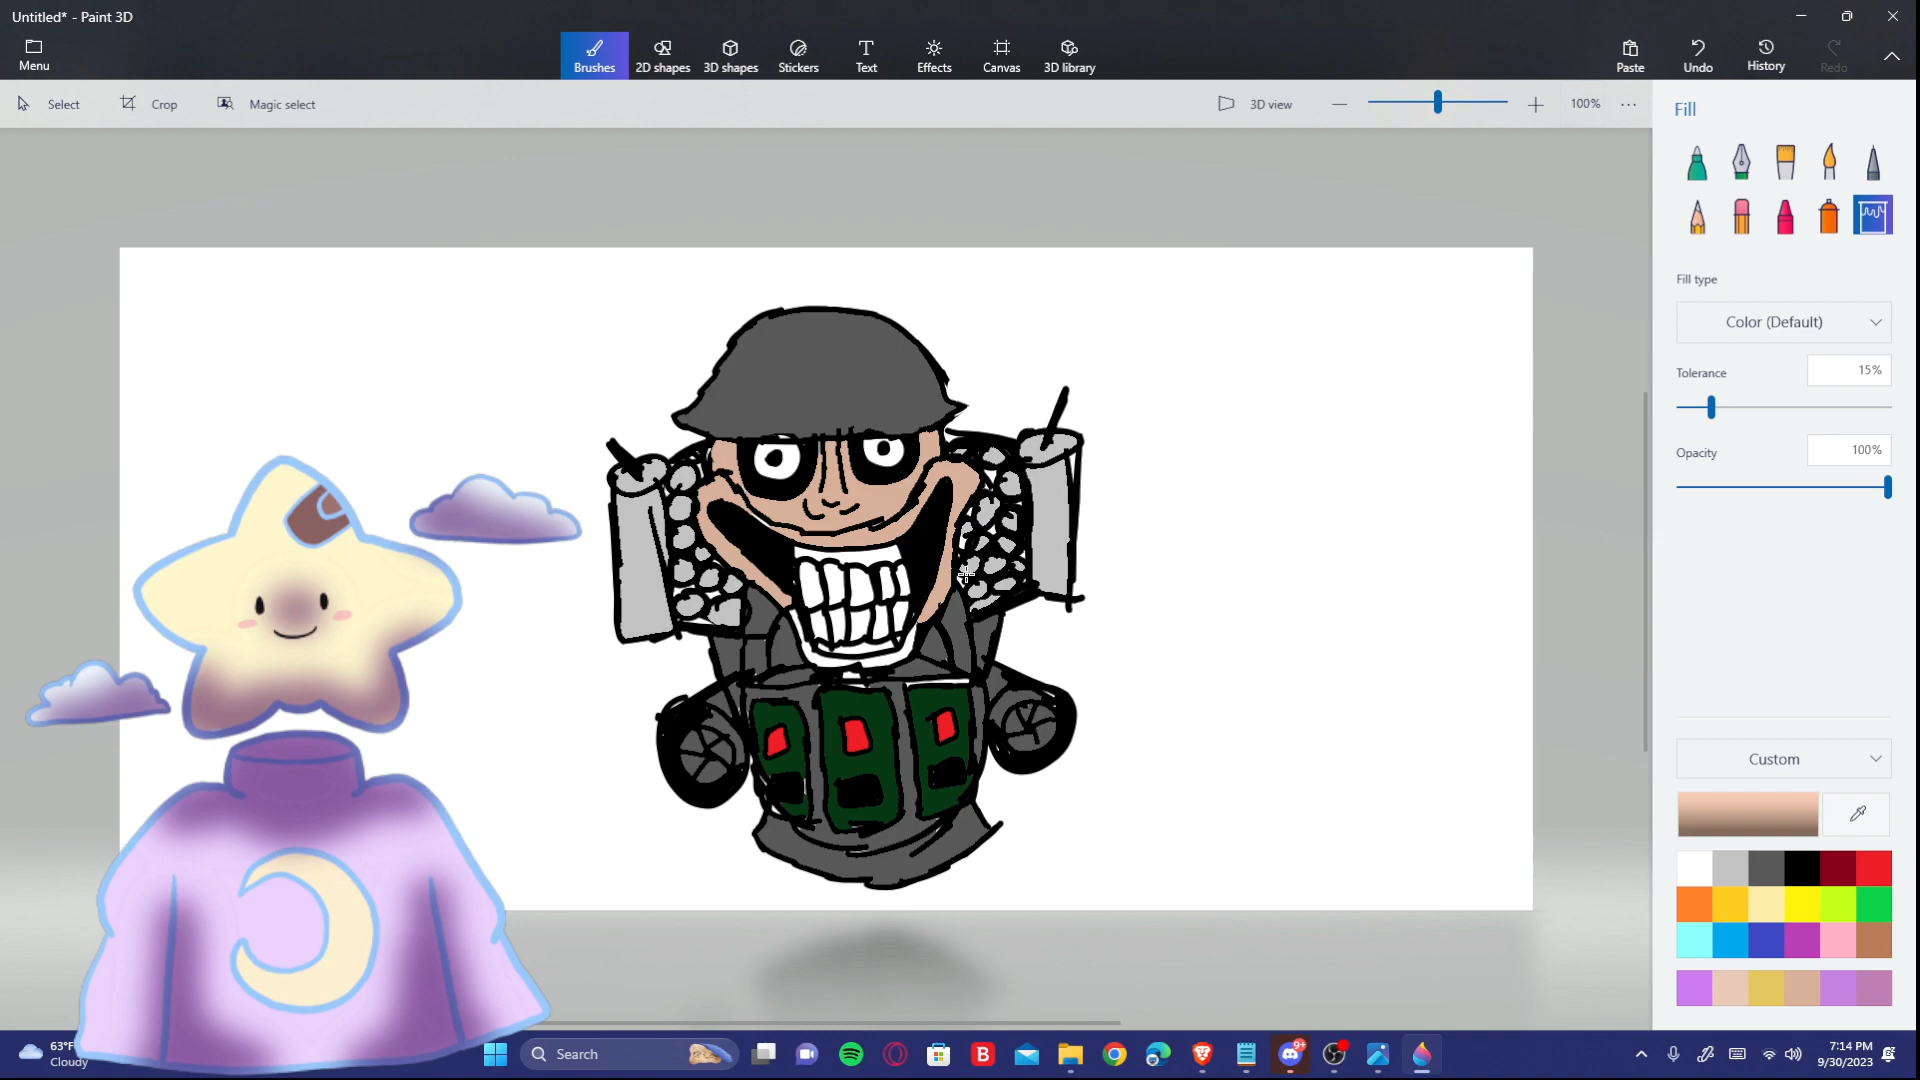 Untitled* - Paint 3D
Menu
Brushes
2D shapes
3D shapes
Stickers
Text
Effects
Canvas
3D library
Paste
Undo
History
Redo
Select
Crop
Magic select
3D view
100%
Fill
Fill type
Color (Default)
Tolerance
15%
Opacity
100%
Custom
63°F
Cloudy
Search
B
9+
7:14 PM
9/30/2023